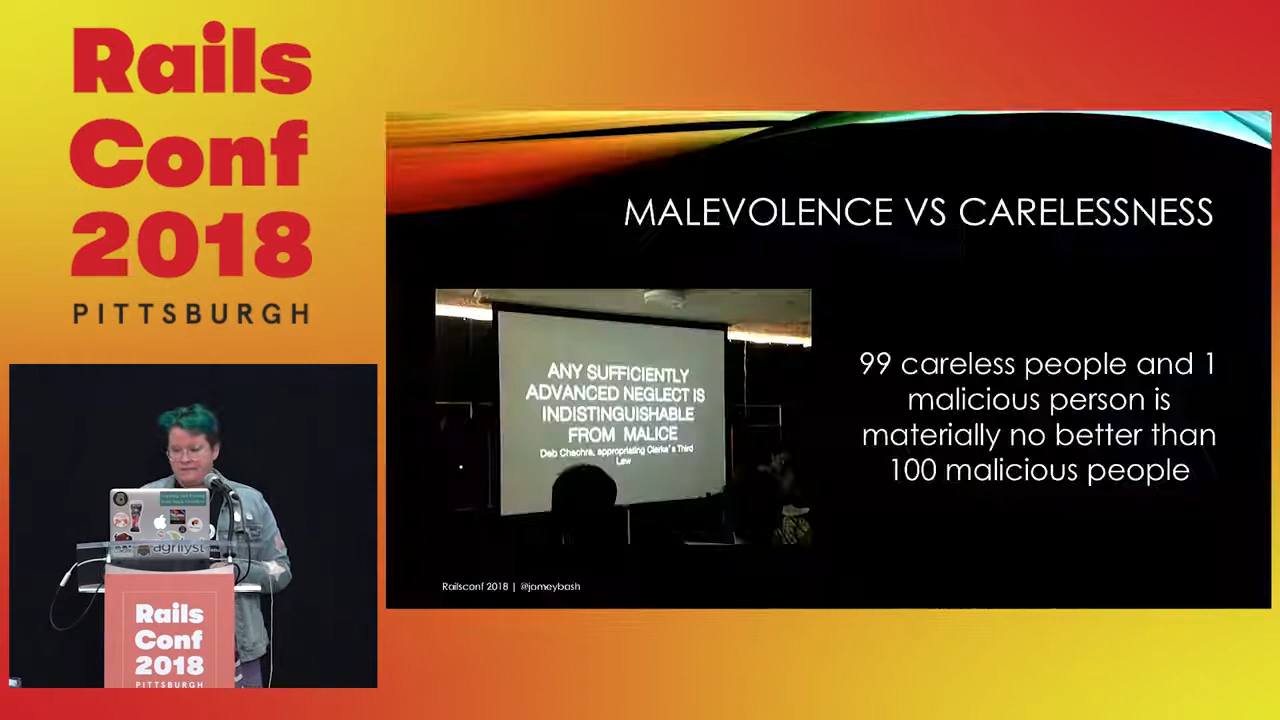 Rails
Conf
2018
PITTSBURGH
MALEVOLENCE VS CARELESSNESS
ANY SUFFICIENTLY
ADVANCED NEGLECT IS
INDISTINGUISHABLE
FROM MALICE
Deb Chachra, appropriating Clarke's Third
Law
99 careless people and 1
malicious person is
materially no better than
100 malicious people
Railsconf 2018 | @jameybash
agrilyst
Rails
Conf
2018
PITTSBURGH